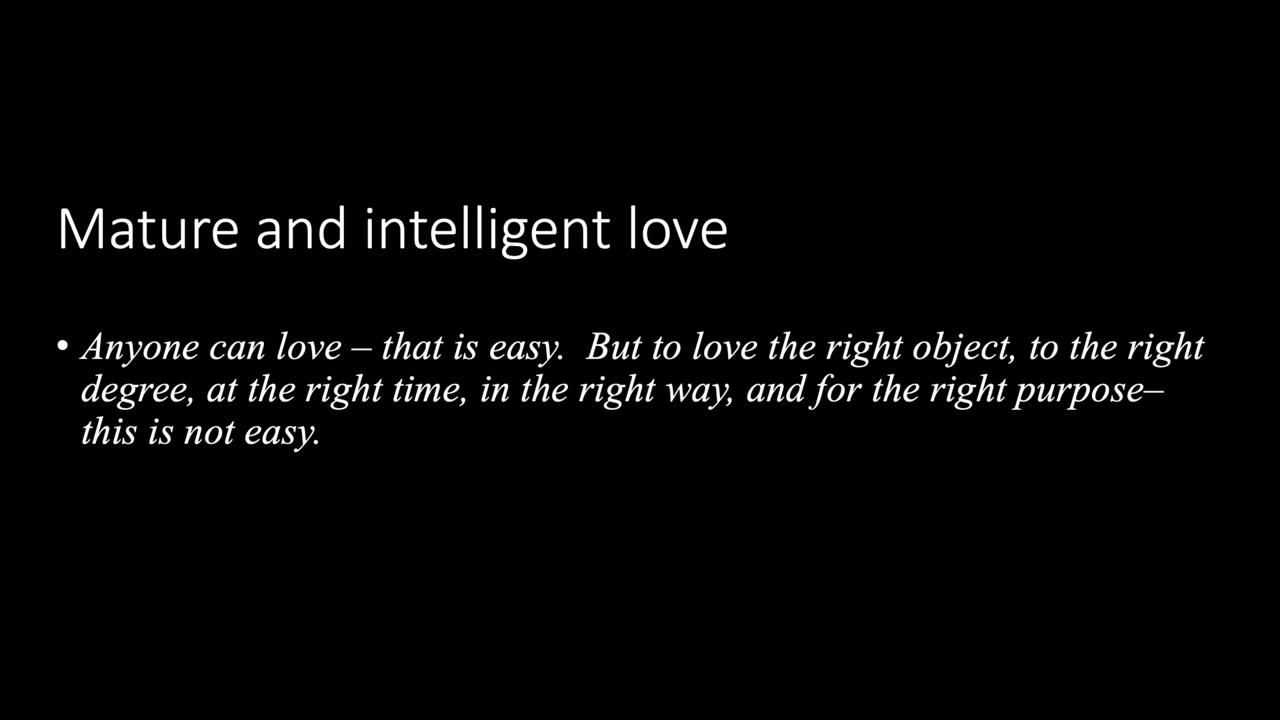 Mature and intelligent love
• Anyone can love – that is easy.  But to love the right object, to the right
degree, at the right time, in the right way, and for the right purpose–
this is not easy.